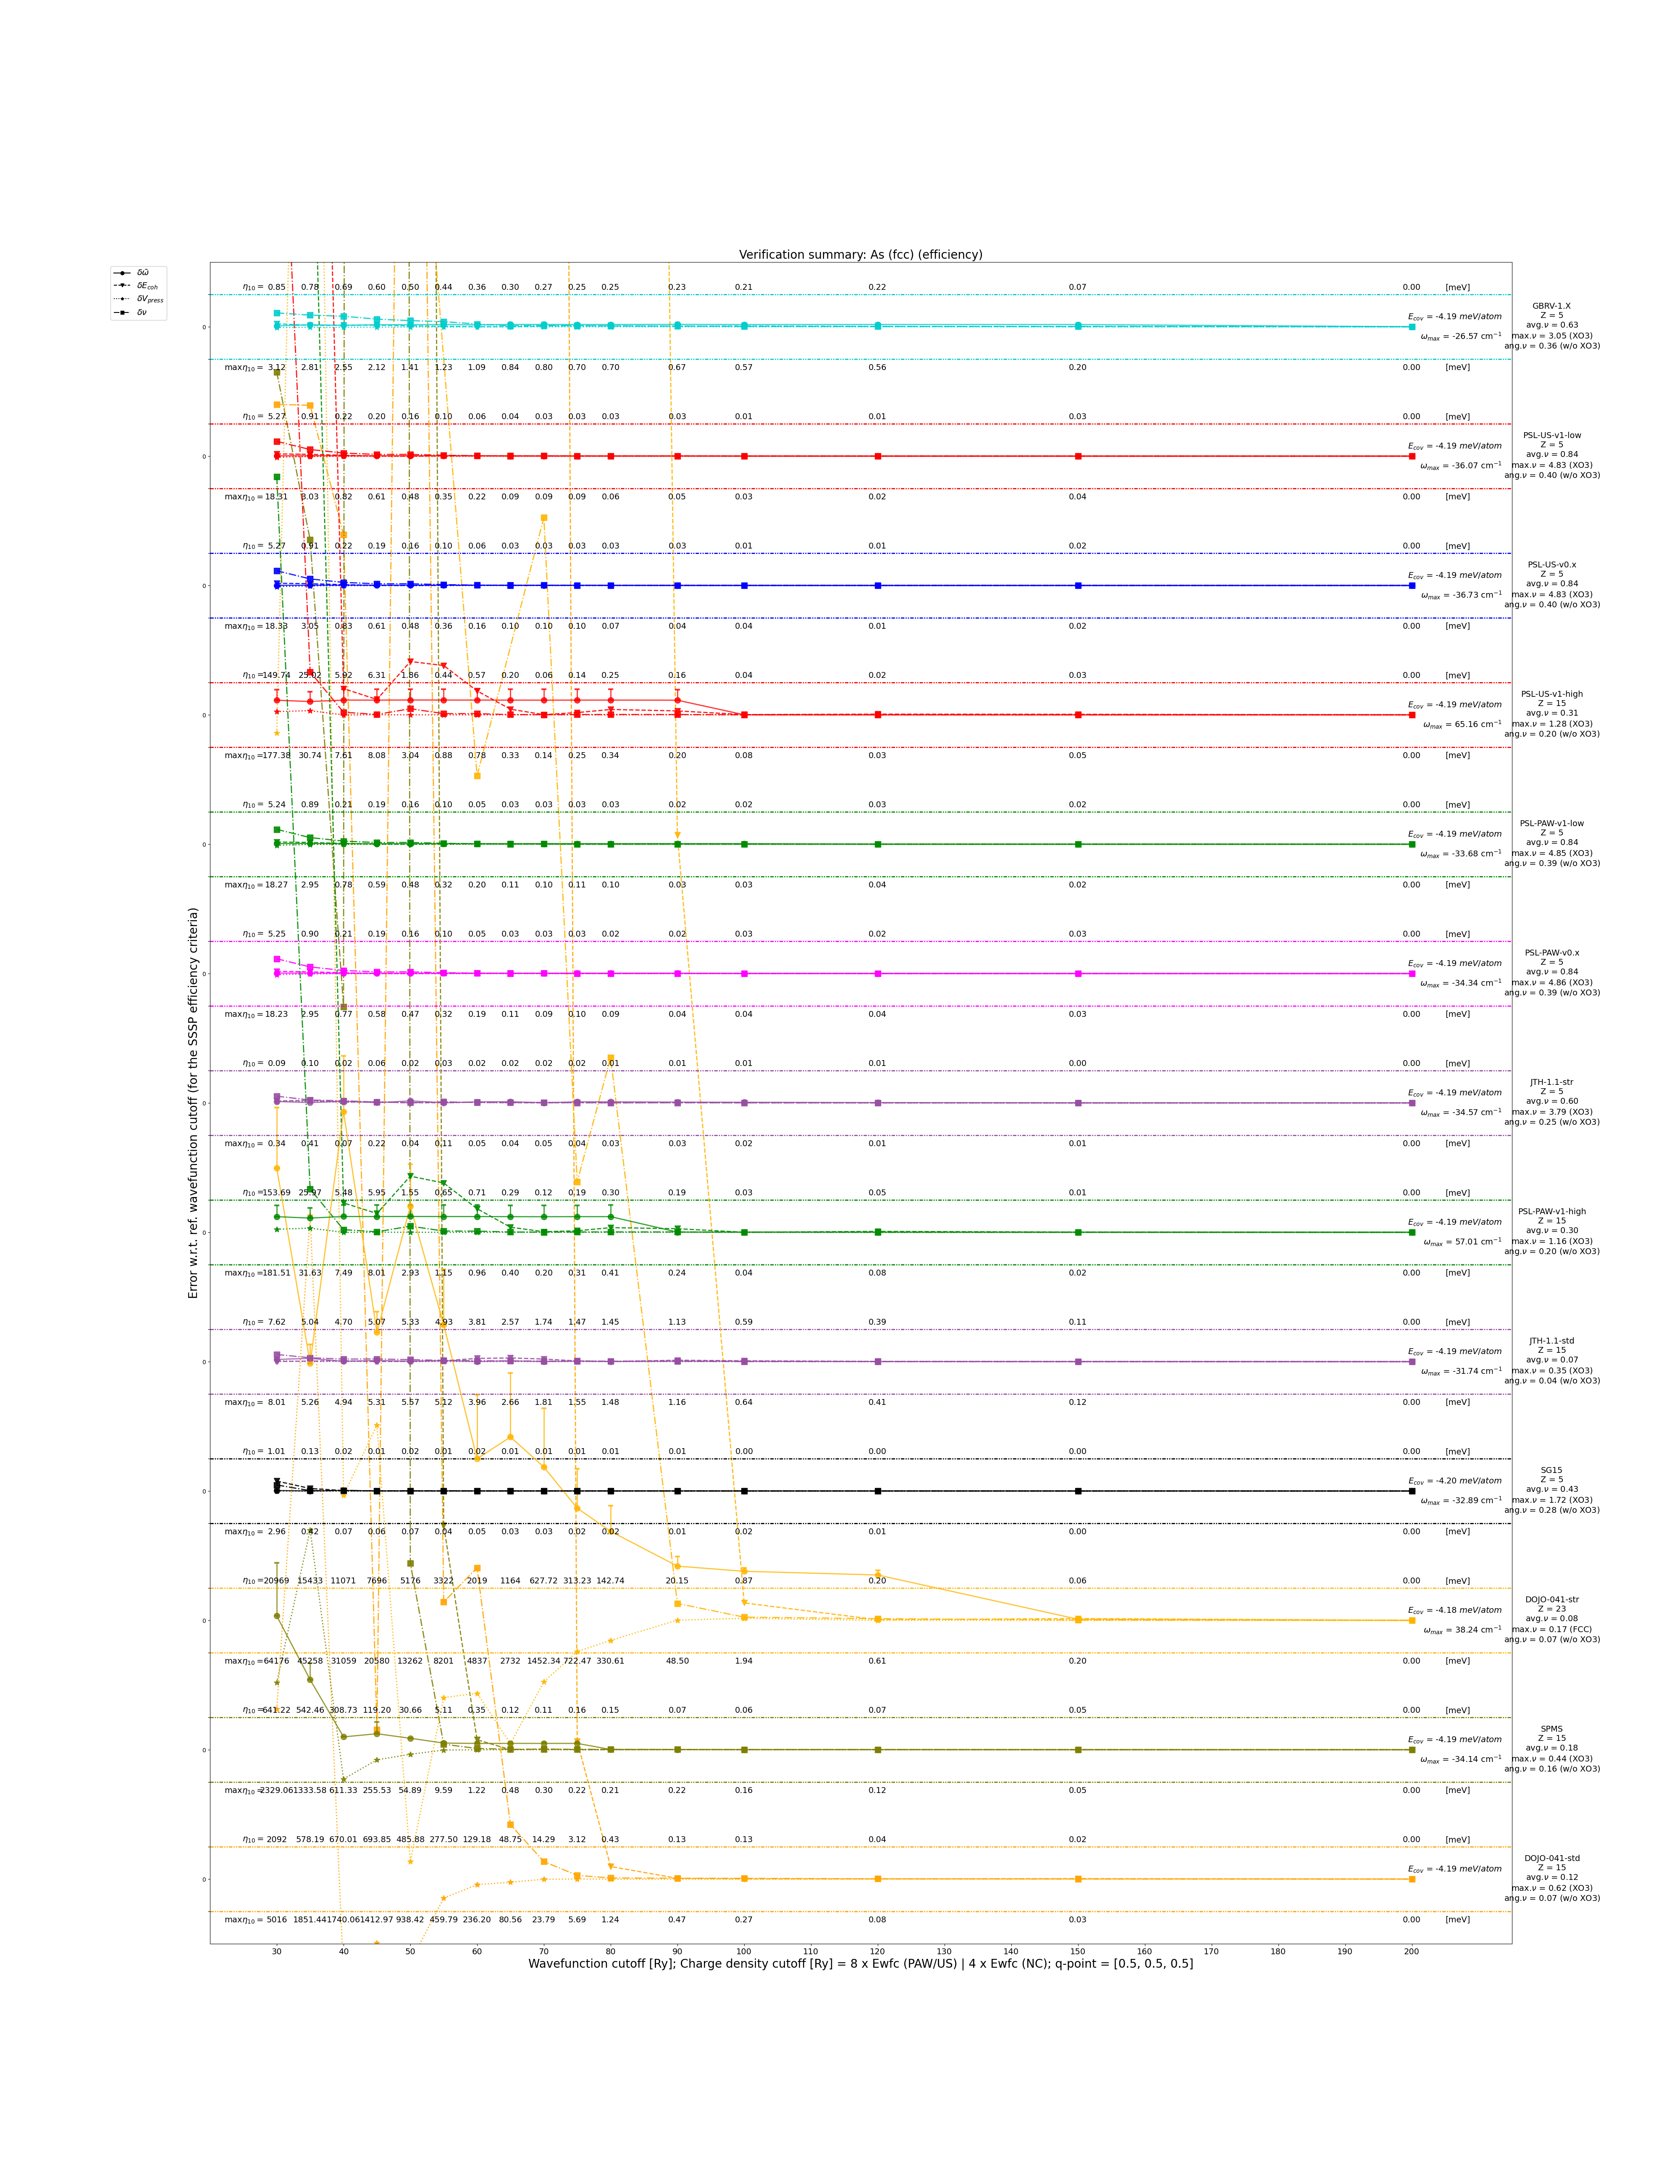 Verification summary: As (fcc) (efficiency)
δω̄
δE_coh
δV_press
δν
η₁₀ = 0.85 0.78 0.69 0.60 0.50 0.44 0.36 0.30 0.27 0.25 0.25 0.23 0.21 0.22 0.07 0.00 [meV]
0
E_cov = -4.19 meV/atom
ω_max = -26.57 cm⁻¹
GBRV-1.X
Z = 5
avg.ν = 0.63
max.ν = 3.05 (XO3)
ang.ν = 0.36 (w/o XO3)
maxη₁₀ = 3.12 2.81 2.55 2.12 1.41 1.23 1.09 0.84 0.80 0.70 0.70 0.67 0.57 0.56 0.20 0.00 [meV]
η₁₀ = 5.27 0.91 0.22 0.20 0.16 0.10 0.06 0.04 0.03 0.03 0.03 0.03 0.01 0.01 0.03 0.00 [meV]
0
E_cov = -4.19 meV/atom
ω_max = -36.07 cm⁻¹
PSL-US-v1-low
Z = 5
avg.ν = 0.84
max.ν = 4.83 (XO3)
ang.ν = 0.40 (w/o XO3)
maxη₁₀ = 18.31 3.03 0.82 0.61 0.48 0.35 0.22 0.09 0.09 0.09 0.06 0.05 0.03 0.02 0.04 0.00 [meV]
η₁₀ = 5.27 0.91 0.22 0.19 0.16 0.10 0.06 0.03 0.03 0.03 0.03 0.03 0.01 0.01 0.02 0.00 [meV]
0
E_cov = -4.19 meV/atom
ω_max = -36.73 cm⁻¹
PSL-US-v0.x
Z = 5
avg.ν = 0.84
max.ν = 4.83 (XO3)
ang.ν = 0.40 (w/o XO3)
maxη₁₀ = 18.33 3.05 0.83 0.61 0.48 0.36 0.16 0.10 0.10 0.10 0.07 0.04 0.04 0.01 0.02 0.00 [meV]
η₁₀ = 149.74 25.02 5.92 6.31 1.86 0.44 0.57 0.20 0.06 0.14 0.25 0.16 0.04 0.02 0.03 0.00 [meV]
0
E_cov = -4.19 meV/atom
ω_max = 65.16 cm⁻¹
PSL-US-v1-high
Z = 15
avg.ν = 0.31
max.ν = 1.28 (XO3)
ang.ν = 0.20 (w/o XO3)
maxη₁₀ = 177.38 30.74 7.61 8.08 3.04 0.88 0.78 0.33 0.14 0.25 0.34 0.20 0.08 0.03 0.05 0.00 [meV]
η₁₀ = 5.24 0.89 0.21 0.19 0.16 0.10 0.05 0.03 0.03 0.03 0.03 0.02 0.02 0.03 0.02 0.00 [meV]
0
E_cov = -4.19 meV/atom
ω_max = -33.68 cm⁻¹
PSL-PAW-v1-low
Z = 5
avg.ν = 0.84
max.ν = 4.85 (XO3)
ang.ν = 0.39 (w/o XO3)
maxη₁₀ = 18.27 2.95 0.78 0.59 0.48 0.32 0.20 0.11 0.10 0.11 0.10 0.03 0.03 0.04 0.02 0.00 [meV]
η₁₀ = 5.25 0.90 0.21 0.19 0.16 0.10 0.05 0.03 0.03 0.03 0.02 0.02 0.03 0.02 0.03 0.00 [meV]
0
E_cov = -4.19 meV/atom
ω_max = -34.34 cm⁻¹
PSL-PAW-v0.x
Z = 5
avg.ν = 0.84
max.ν = 4.86 (XO3)
ang.ν = 0.39 (w/o XO3)
maxη₁₀ = 18.23 2.95 0.77 0.58 0.47 0.32 0.19 0.11 0.09 0.10 0.09 0.04 0.04 0.04 0.03 0.00 [meV]
η₁₀ = 0.09 0.10 0.02 0.06 0.02 0.03 0.02 0.02 0.02 0.02 0.01 0.01 0.01 0.01 0.00 0.00 [meV]
0
E_cov = -4.19 meV/atom
ω_max = -34.57 cm⁻¹
JTH-1.1-str
Z = 5
avg.ν = 0.60
max.ν = 3.79 (XO3)
ang.ν = 0.25 (w/o XO3)
maxη₁₀ = 0.34 0.41 0.07 0.22 0.04 0.11 0.05 0.04 0.05 0.04 0.03 0.03 0.02 0.01 0.01 0.00 [meV]
η₁₀ = 153.69 25.97 5.48 5.95 1.55 0.65 0.71 0.29 0.12 0.19 0.30 0.19 0.03 0.05 0.01 0.00 [meV]
0
E_cov = -4.19 meV/atom
ω_max = 57.01 cm⁻¹
PSL-PAW-v1-high
Z = 15
avg.ν = 0.30
max.ν = 1.16 (XO3)
ang.ν = 0.20 (w/o XO3)
maxη₁₀ = 181.51 31.63 7.49 8.01 2.93 1.15 0.96 0.40 0.20 0.31 0.41 0.24 0.04 0.08 0.02 0.00 [meV]
η₁₀ = 7.62 5.04 4.70 5.07 5.33 4.93 3.81 2.57 1.74 1.47 1.45 1.13 0.59 0.39 0.11 0.00 [meV]
0
E_cov = -4.19 meV/atom
ω_max = -31.74 cm⁻¹
JTH-1.1-std
Z = 15
avg.ν = 0.07
max.ν = 0.35 (XO3)
ang.ν = 0.04 (w/o XO3)
maxη₁₀ = 8.01 5.26 4.94 5.31 5.57 5.12 3.96 2.66 1.81 1.55 1.48 1.16 0.64 0.41 0.12 0.00 [meV]
η₁₀ = 1.01 0.13 0.02 0.01 0.02 0.01 0.02 0.01 0.01 0.01 0.01 0.01 0.00 0.00 0.00 0.00 [meV]
0
E_cov = -4.20 meV/atom
ω_max = -32.89 cm⁻¹
SG15
Z = 5
avg.ν = 0.43
max.ν = 1.72 (XO3)
ang.ν = 0.28 (w/o XO3)
maxη₁₀ = 2.96 0.42 0.07 0.06 0.07 0.04 0.05 0.03 0.03 0.02 0.02 0.01 0.02 0.01 0.00 0.00 [meV]
η₁₀ = 20969 15433 11071 7696 5176 3322 2019 1164 627.72 313.23 142.74 20.15 0.87 0.20 0.06 0.00 [meV]
0
E_cov = -4.18 meV/atom
ω_max = 38.24 cm⁻¹
DOJO-041-str
Z = 23
avg.ν = 0.08
max.ν = 0.17 (FCC)
ang.ν = 0.07 (w/o XO3)
maxη₁₀ = 64176 45258 31059 20580 13262 8201 4837 2732 1452.34 722.47 330.61 48.50 1.94 0.61 0.20 0.00 [meV]
η₁₀ = 641.22 542.46 308.73 119.20 30.66 5.11 0.35 0.12 0.11 0.16 0.15 0.07 0.06 0.07 0.05 0.00 [meV]
0
E_cov = -4.19 meV/atom
ω_max = -34.14 cm⁻¹
SPMS
Z = 15
avg.ν = 0.18
max.ν = 0.44 (XO3)
ang.ν = 0.16 (w/o XO3)
maxη₁₀ = 2329.06 1333.58 611.33 255.53 54.89 9.59 1.22 0.48 0.30 0.22 0.21 0.22 0.16 0.12 0.05 0.00 [meV]
η₁₀ = 2092 578.19 670.01 693.85 485.88 277.50 129.18 48.75 14.29 3.12 0.43 0.13 0.13 0.04 0.02 0.00 [meV]
0
E_cov = -4.19 meV/atom
DOJO-041-std
Z = 15
avg.ν = 0.12
max.ν = 0.62 (XO3)
ang.ν = 0.07 (w/o XO3)
maxη₁₀ = 5016 1851.44 1740.06 1412.97 938.42 459.79 236.20 80.56 23.79 5.69 1.24 0.47 0.27 0.08 0.03 0.00 [meV]
30 40 50 60 70 80 90 100 110 120 130 140 150 160 170 180 190 200
Wavefunction cutoff [Ry]; Charge density cutoff [Ry] = 8 x Ewfc (PAW/US) | 4 x Ewfc (NC); q-point = [0.5, 0.5, 0.5]
Error w.r.t. ref. wavefunction cutoff (for the SSSP efficiency criteria)